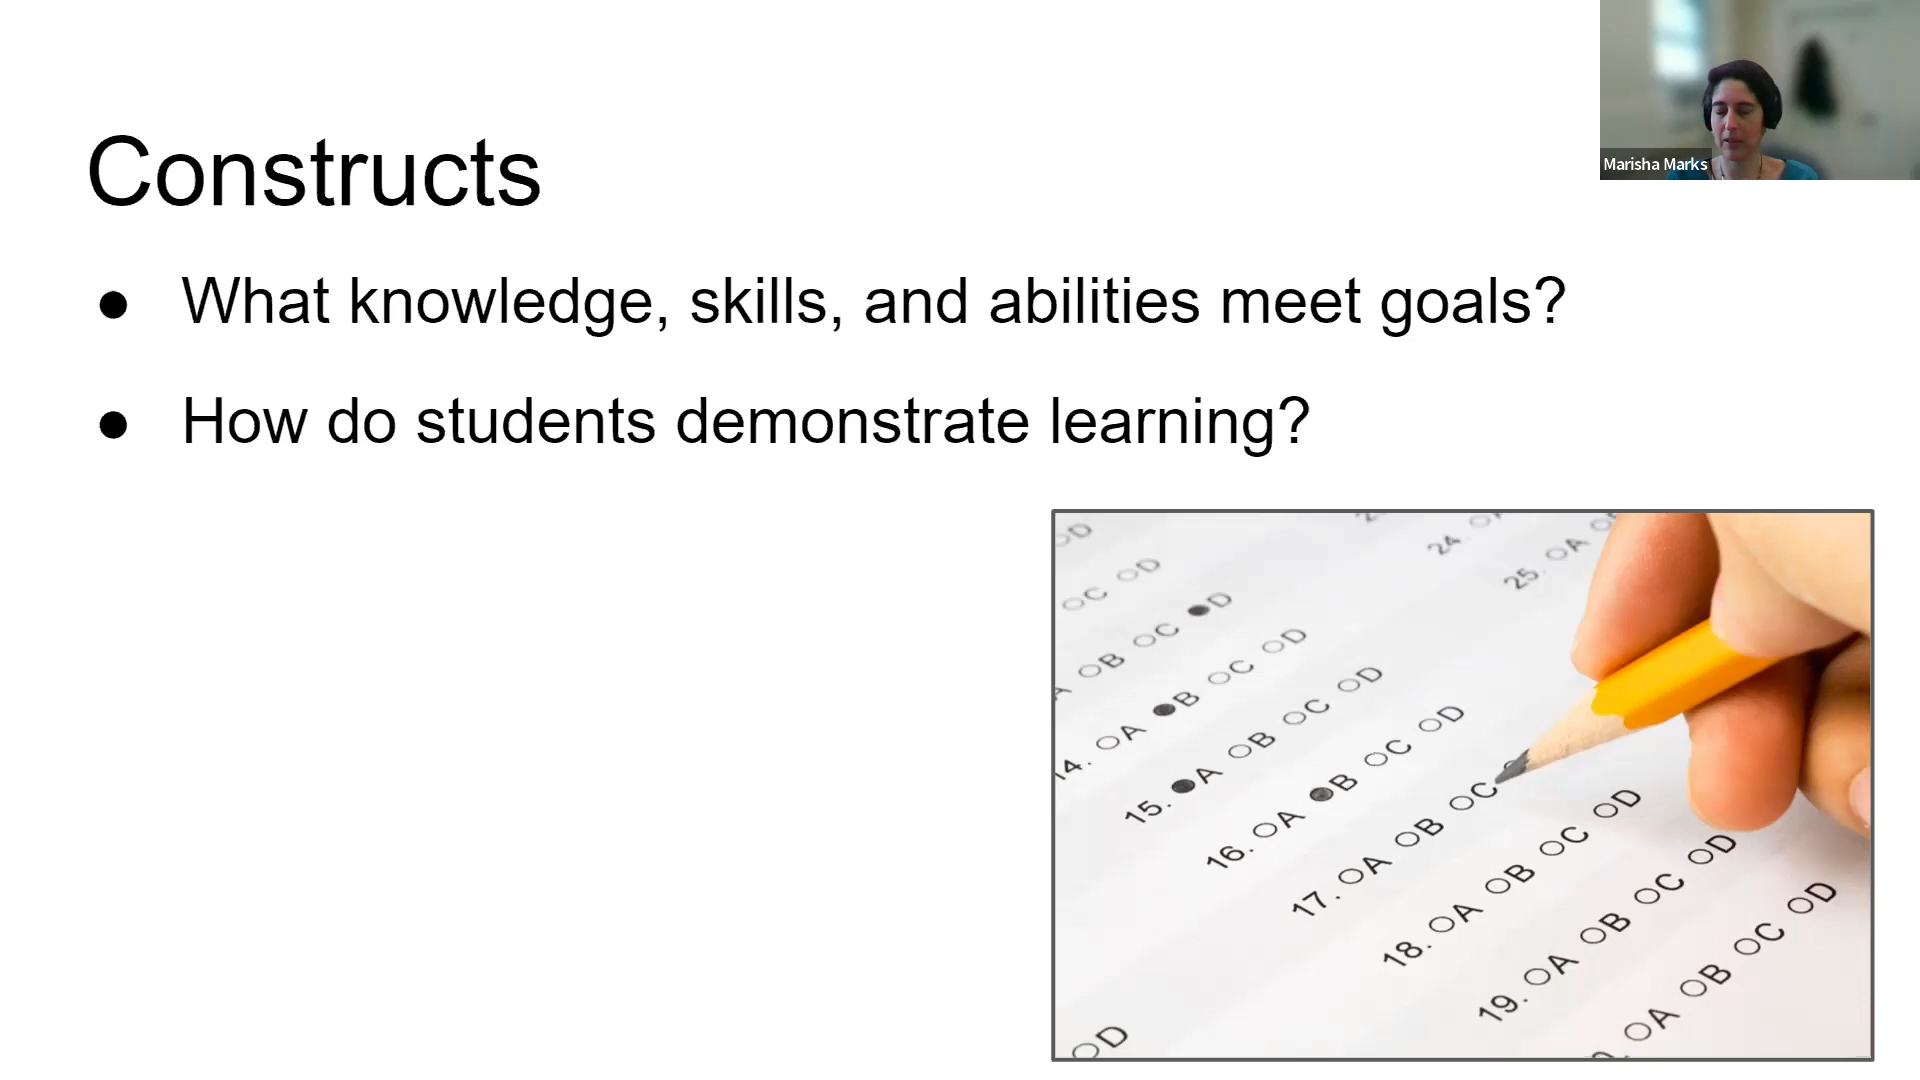 Constructs
Marisha Marks
● What knowledge, skills, and abilities meet goals?
● How do students demonstrate learning?
D
C D
A B C D
14. A B C D
15. A B C D
16. A B C D
17. A B C
18. A B C D
19. A B C D
A B C D
24.
25. A
D